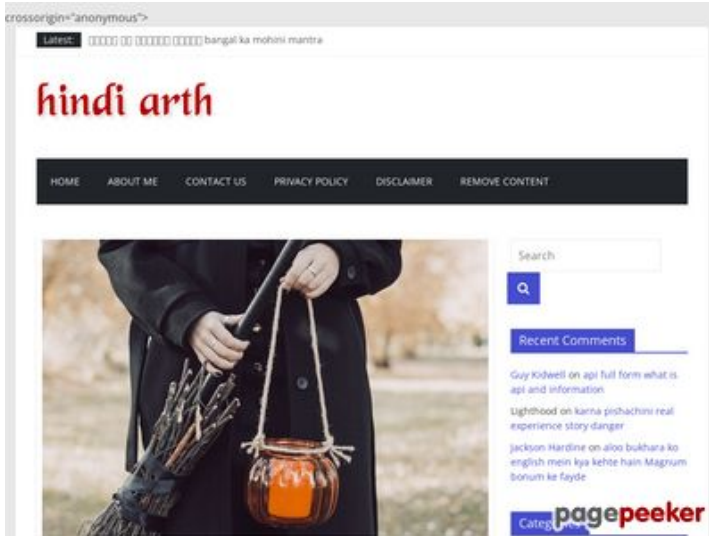 crossorigin="anonymous">
Latest: bangal ka mohini mantra
hindi arth
HOME ABOUT ME CONTACT US PRIVACY POLICY DISCLAIMER REMOVE CONTENT
Search
Recent Comments
Guy Kidwell on api full form what is
api and information
Lighthood on karna pishachini real
experience story danger
Jackson Hardine on aloo bukhara ko
english mein kya kehte hain Magnum
bonum ke fayde
pagepeeker